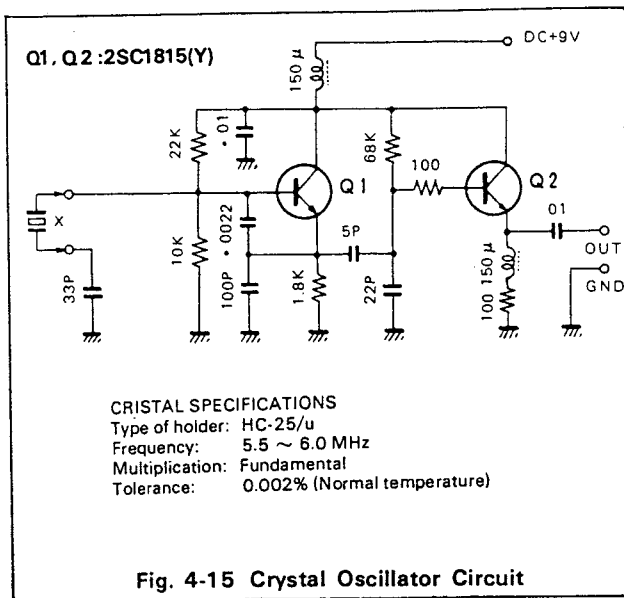 DC+9V
Q1, Q2 :2SC1815(Y)
150 μ
22K
.01
68K
100
Q1
Q2
X
.0022
5P
01
OUT
10K
100P
1.8K
22P
100 150 μ
GND
33P
CRISTAL SPECIFICATIONS
Type of holder: HC-25/u
Frequency: 5.5 ~ 6.0 MHz
Multiplication: Fundamental
Tolerance: 0.002% (Normal temperature)
Fig. 4-15 Crystal Oscillator Circuit